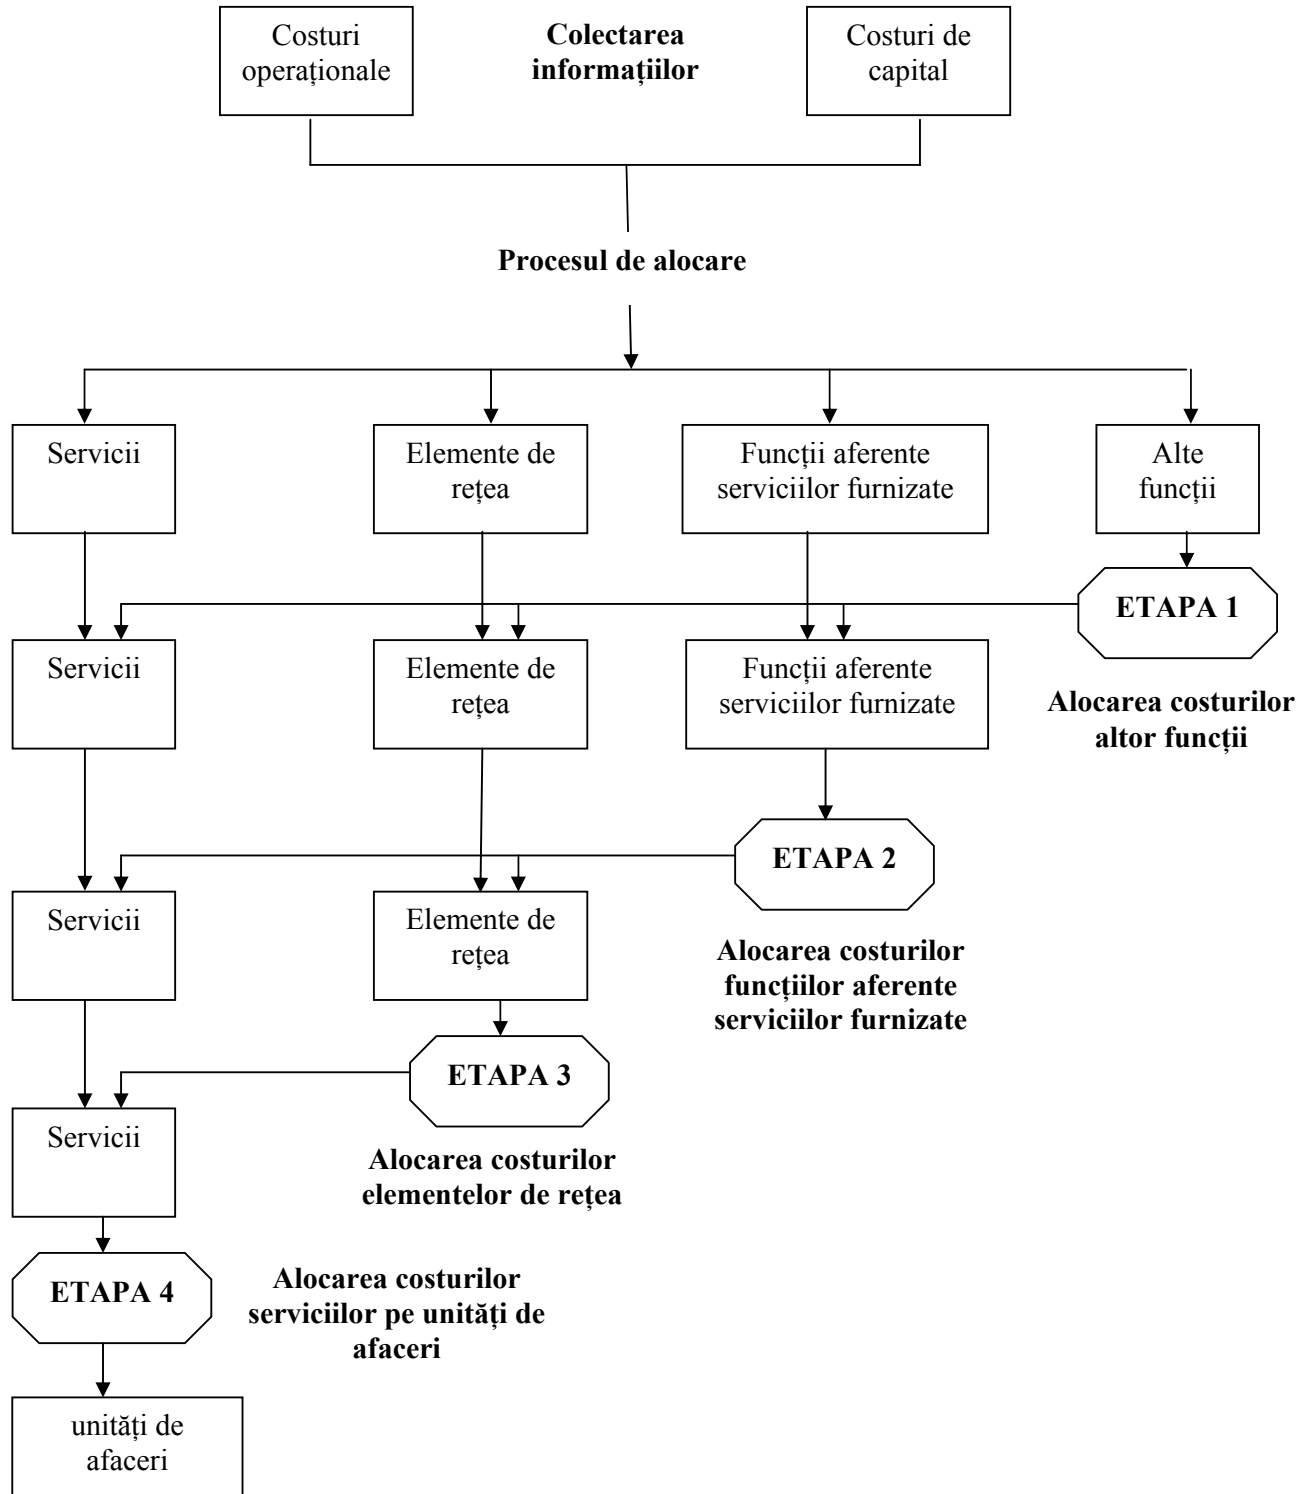 Costuri
operaționale
Colectarea
informațiilor
Costuri de
capital
Procesul de alocare
Servicii
Elemente de
rețea
Funcții aferente
serviciilor furnizate
Alte
funcții
ETAPA 1
Servicii
Elemente de
rețea
Funcții aferente
serviciilor furnizate
Alocarea costurilor
altor funcții
ETAPA 2
Servicii
Elemente de
rețea
Alocarea costurilor
funcțiilor aferente
serviciilor furnizate
ETAPA 3
Servicii
Alocarea costurilor
elementelor de rețea
ETAPA 4
Alocarea costurilor
serviciilor pe unități de
afaceri
unități de
afaceri